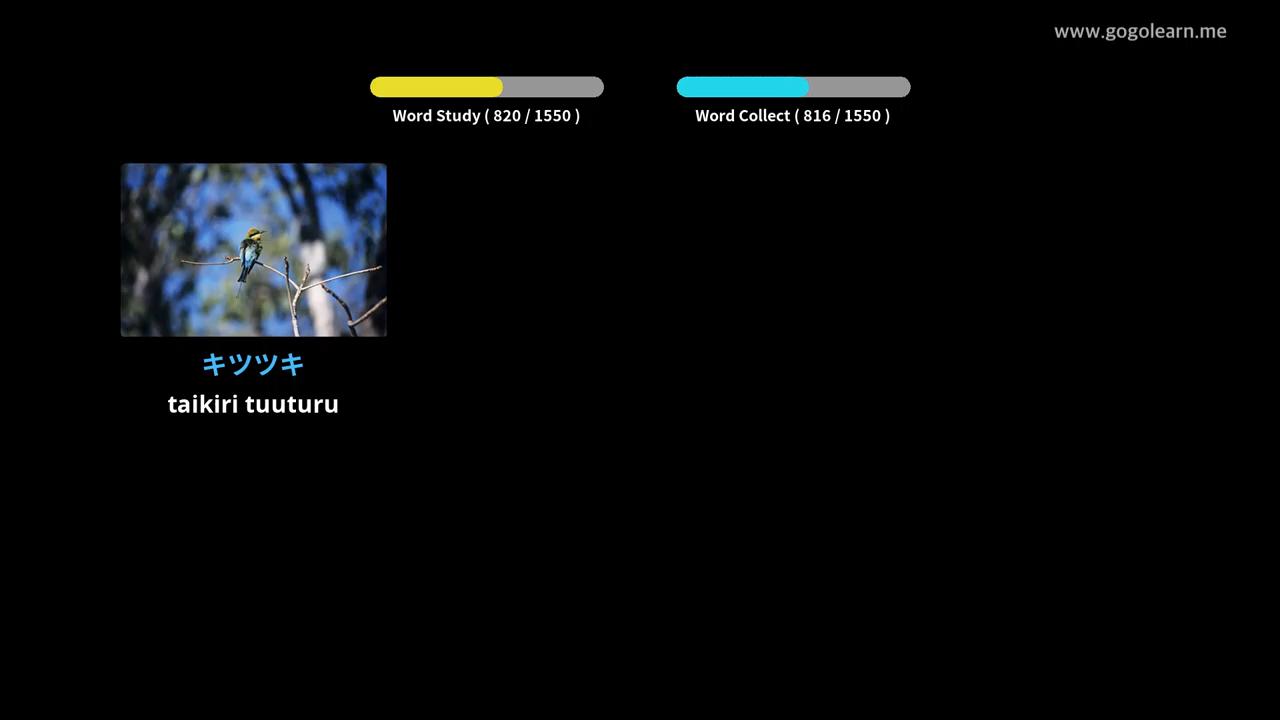 www.gogolearn.me
Word Study ( 820 / 1550 )
Word Collect ( 816 / 1550 )
キツツキ
taikiri tuuturu